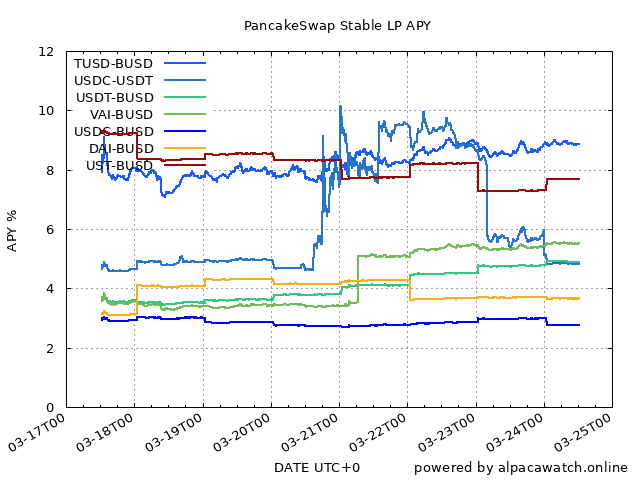 PancakeSwap Stable LP APY
12
10
8
6
4
2
0
APY %
TUSD-BUSD
USDC-USDT
USDT-BUSD
VAI-BUSD
USDC-BUSD
DAI-BUSD
UST-BUSD
03-17T00
03-18T00
03-19T00
03-20T00
03-21T00
03-22T00
03-23T00
03-24T00
03-25T00
DATE UTC+0
powered by alpacawatch.online